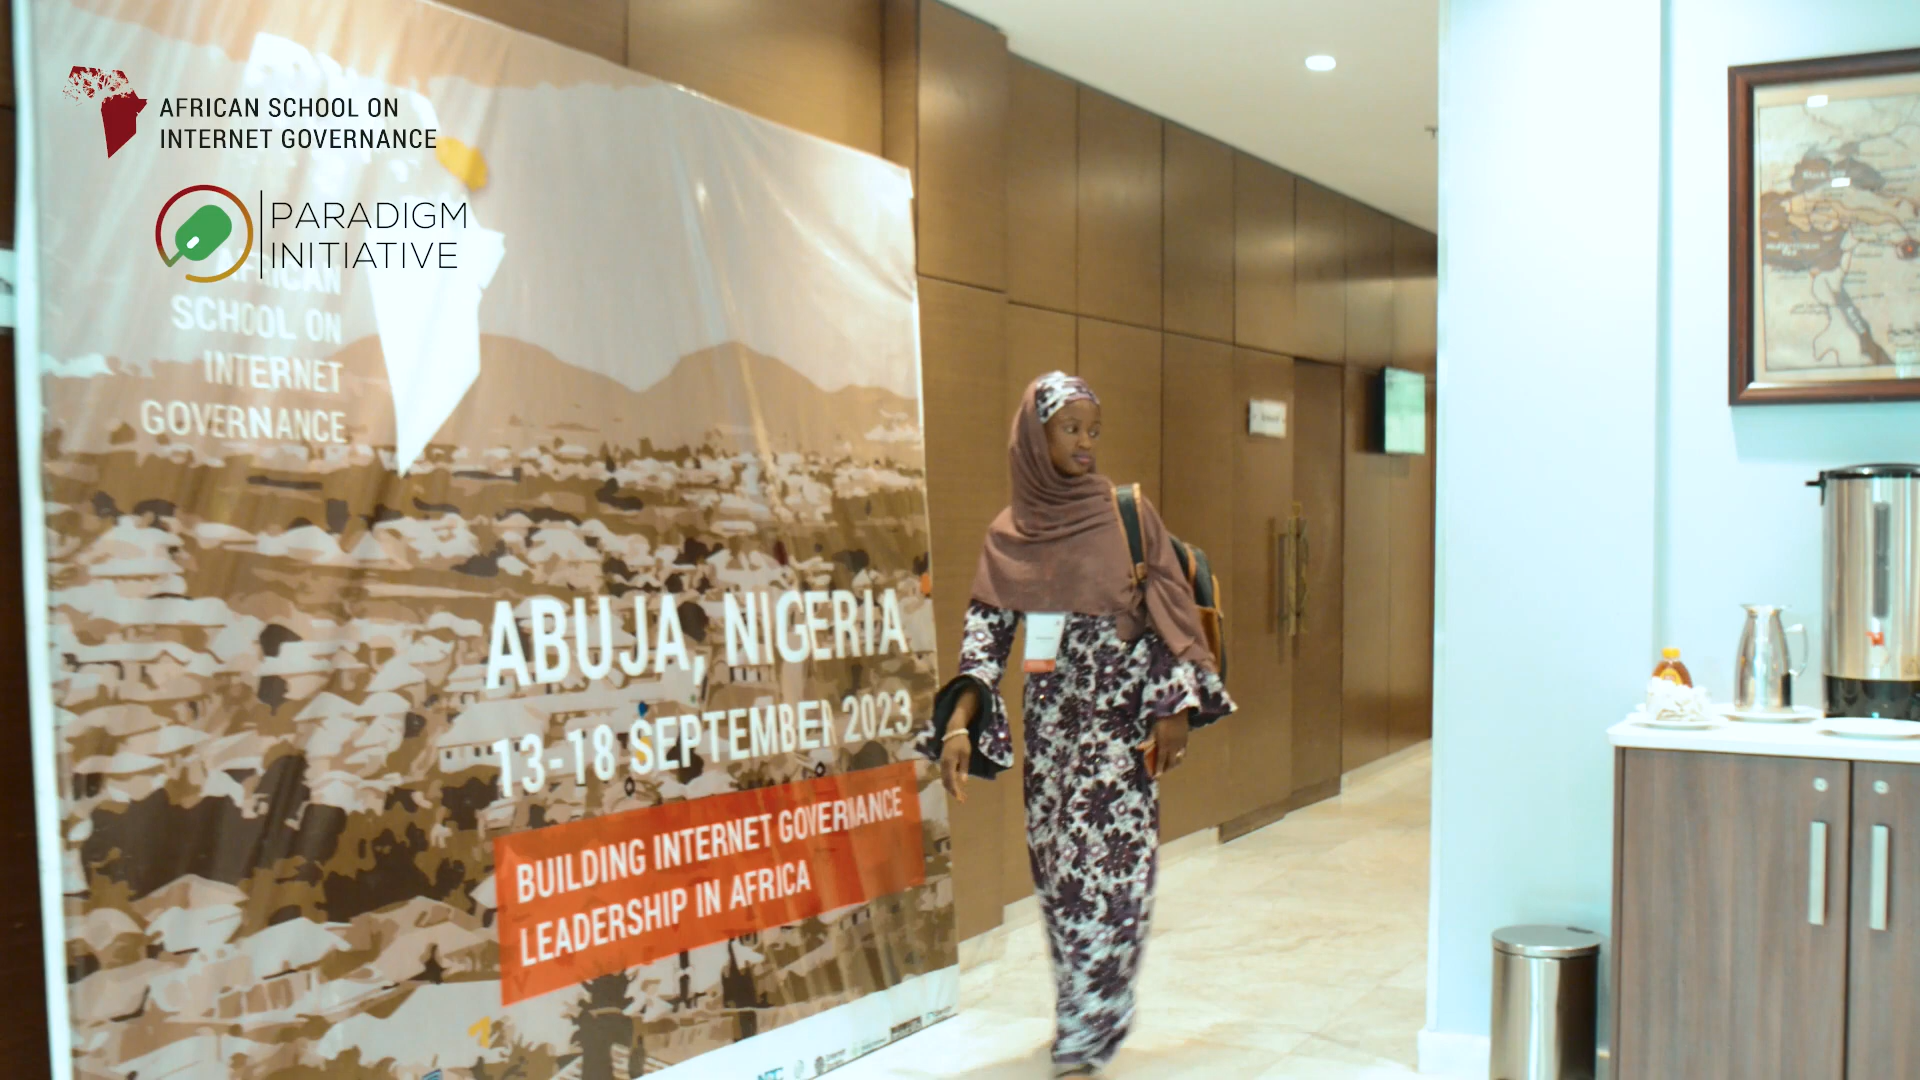 AFRICAN SCHOOL ON
INTERNET GOVERNANCE
PARADIGM
INITIATIVE
AFRICAN
SCHOOL ON
INTERNET
GOVERNANCE
ABUJA, NIGERIA
13-18 SEPTEMBER 2023
BUILDING INTERNET GOVERNANCE
LEADERSHIP IN AFRICA